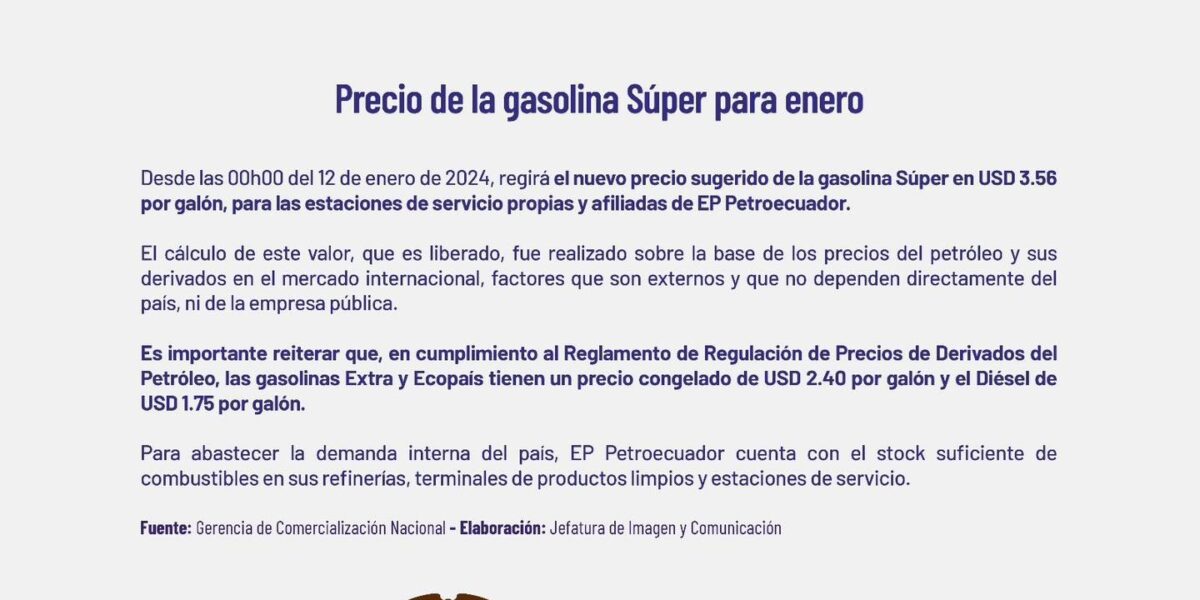 Precio de la gasolina Súper para enero
Desde las 00h00 del 12 de enero de 2024, regirá el nuevo precio sugerido de la gasolina Súper en USD 3.56
por galón, para las estaciones de servicio propias y afiliadas de EP Petroecuador.
El cálculo de este valor, que es liberado, fue realizado sobre la base de los precios del petróleo y sus
derivados en el mercado internacional, factores que son externos y que no dependen directamente del
país, ni de la empresa pública.
Es importante reiterar que, en cumplimiento al Reglamento de Regulación de Precios de Derivados del
Petróleo, las gasolinas Extra y Ecopaís tienen un precio congelado de USD 2.40 por galón y el Diésel de
USD 1.75 por galón.
Para abastecer la demanda interna del país, EP Petroecuador cuenta con el stock suficiente de
combustibles en sus refinerías, terminales de productos limpios y estaciones de servicio.
Fuente: Gerencia de Comercialización Nacional - Elaboración: Jefatura de Imagen y Comunicación